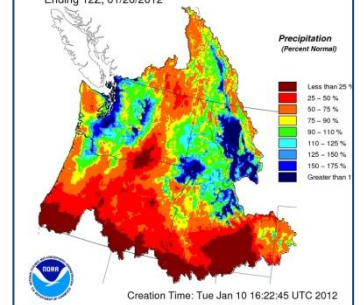 Ending 12Z, 01/20/2012
Precipitation
(Percent Normal)
Less than 25 %
25 – 50 %
50 – 75 %
75 – 90 %
90 – 110 %
110 – 125 %
125 – 150 %
150 – 175 %
Greater than 1
NOAA
Creation Time: Tue Jan 10 16:22:45 UTC 2012